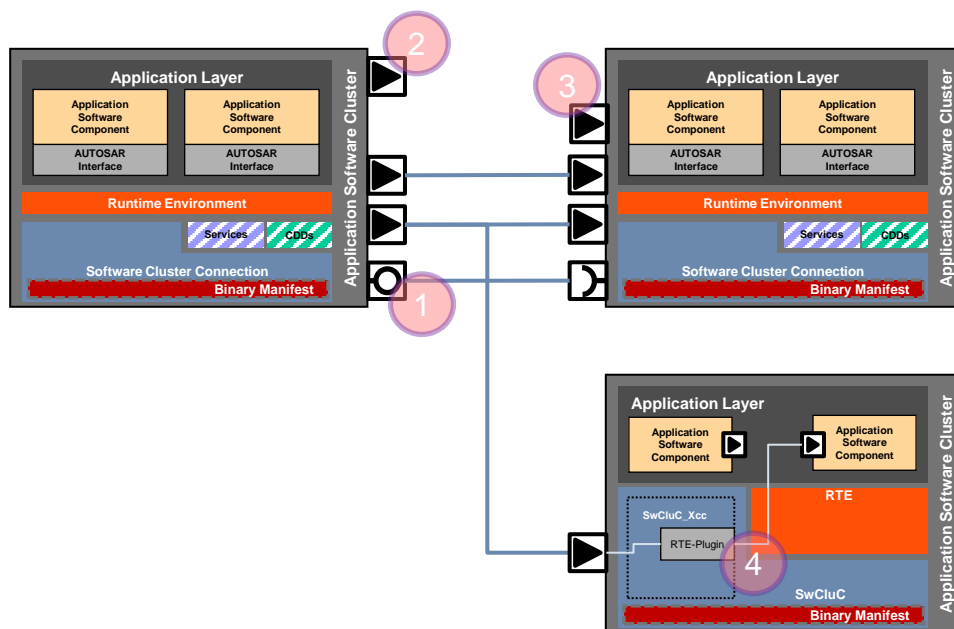 2
Application Layer
Application
Software
Component
Application
Software
Component
AUTOSAR
Interface
AUTOSAR
Interface
Runtime Environment
Services
CDDs
Software Cluster Connection
Binary Manifest
Application Software Cluster
1
3
Application Layer
Application
Software
Component
Application
Software
Component
AUTOSAR
Interface
AUTOSAR
Interface
Runtime Environment
Services
CDDs
Software Cluster Connection
Binary Manifest
Application Software Cluster
Application Layer
Application
Software
Component
Application
Software
Component
RTE
SwCluC_Xcc
RTE-Plugin
4
SwCluC
Binary Manifest
Application Software Cluster